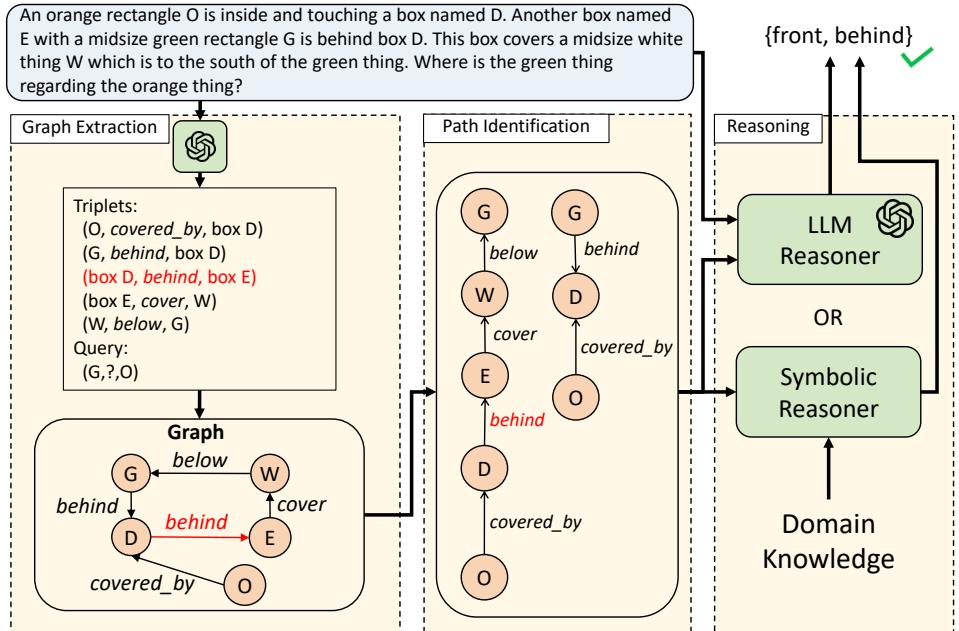 An orange rectangle O is inside and touching a box named D. Another box named
E with a midsize green rectangle G is behind box D. This box covers a midsize white
thing W which is to the south of the green thing. Where is the green thing
regarding the orange thing?
{front, behind}
Graph Extraction
Triplets:
(O, covered_by, box D)
(G, behind, box D)
(box D, behind, box E)
(box E, cover, W)
(W, below, G)
Query:
(G,?,O)
Graph
G
below
W
behind
behind
cover
D
E
covered_by
O
Path Identification
G
below
W
cover
E
behind
D
covered_by
O
G
behind
D
covered_by
O
Reasoning
LLM
Reasoner
OR
Symbolic
Reasoner
Domain
Knowledge